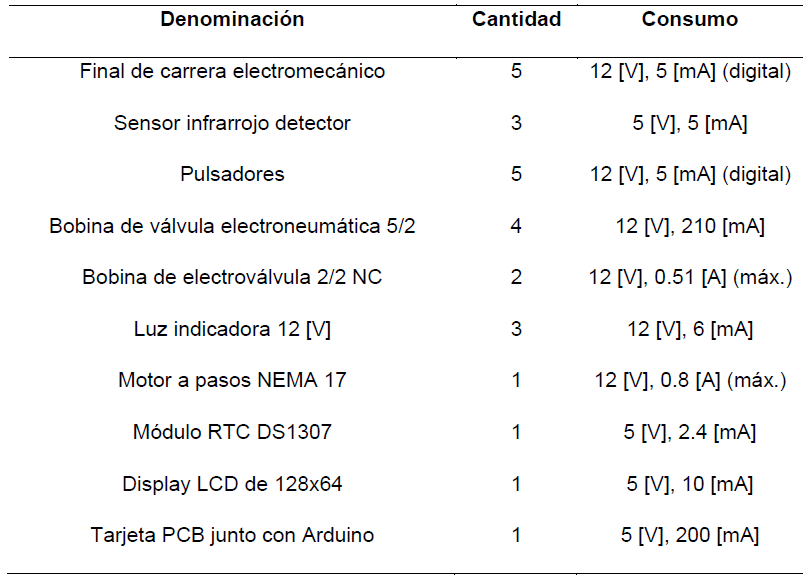 Denominación Cantidad Consumo
Final de carrera electromecánico 5 12 [V], 5 [mA] (digital)
Sensor infrarrojo detector 3 5 [V], 5 [mA]
Pulsadores 5 12 [V], 5 [mA] (digital)
Bobina de válvula electroneumática 5/2 4 12 [V], 210 [mA]
Bobina de electroválvula 2/2 NC 2 12 [V], 0.51 [A] (máx.)
Luz indicadora 12 [V] 3 12 [V], 6 [mA]
Motor a pasos NEMA 17 1 12 [V], 0.8 [A] (máx.)
Módulo RTC DS1307 1 5 [V], 2.4 [mA]
Display LCD de 128x64 1 5 [V], 10 [mA]
Tarjeta PCB junto con Arduino 1 5 [V], 200 [mA]